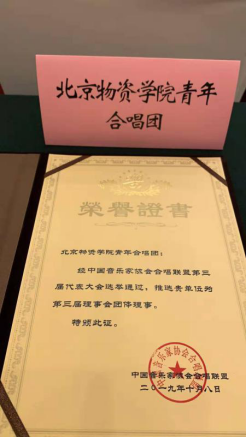 北京物资学院青年
合唱团
榮譽證書
北京物资学院青年合唱团:
经中国音乐家协会合唱联盟第三
届代表大会选举通过,推选贵单位为
第三届理事会团体理事。
特颁此证。
中国音乐家协会合唱联盟
二〇一九年十月八日